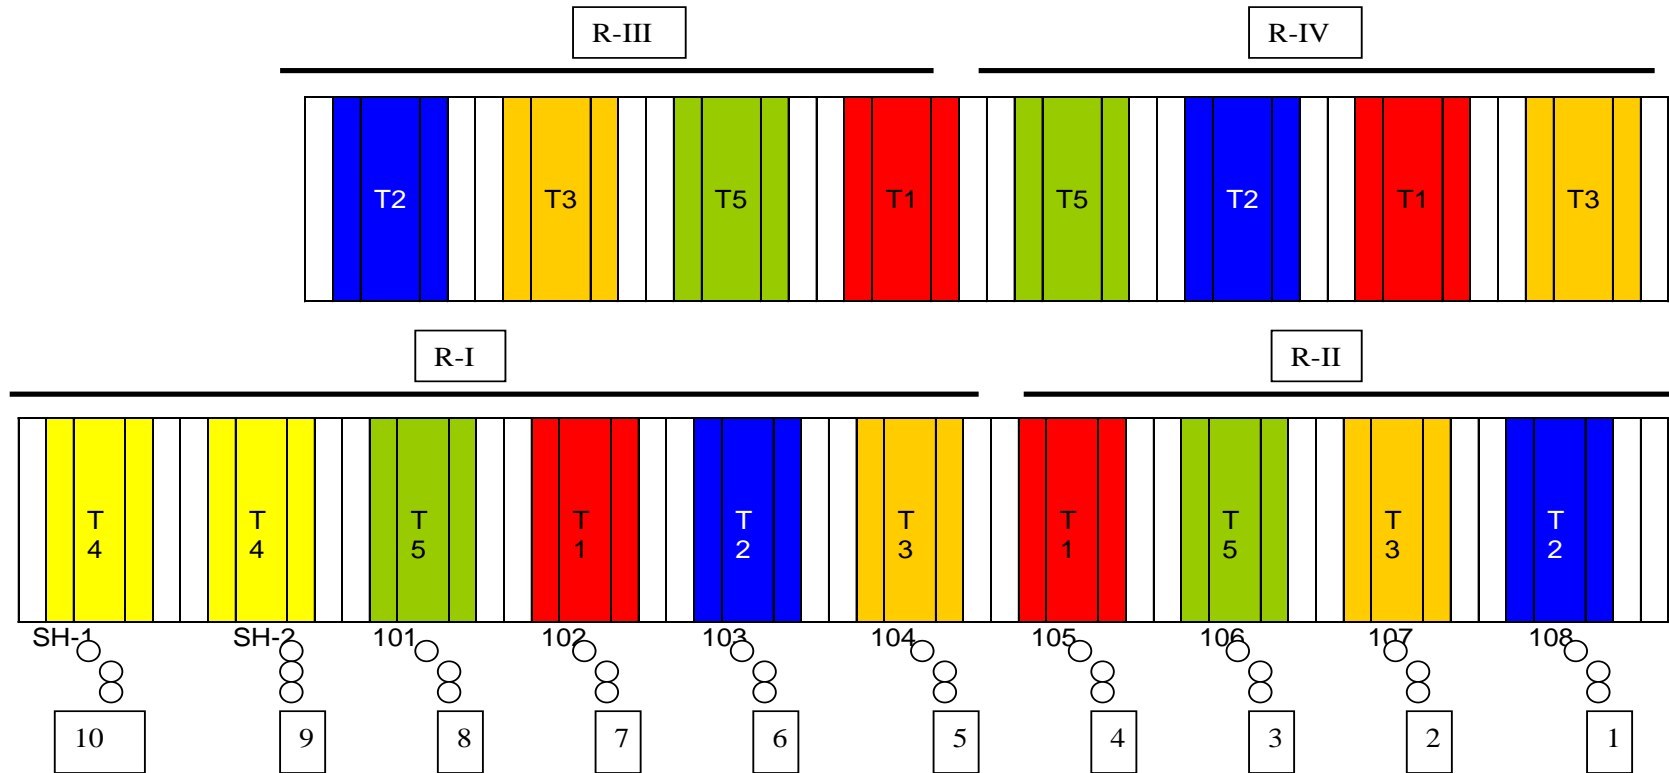 R-III R-IV
T2 T3 T5 T1 T5 T2 T1 T3
R-I R-II
T T T T T T T T T T
4 4 5 1 2 3 1 5 3 2
SH-1 SH-2 101 102 103 104 105 106 107 108
10 9 8 7 6 5 4 3 2 1